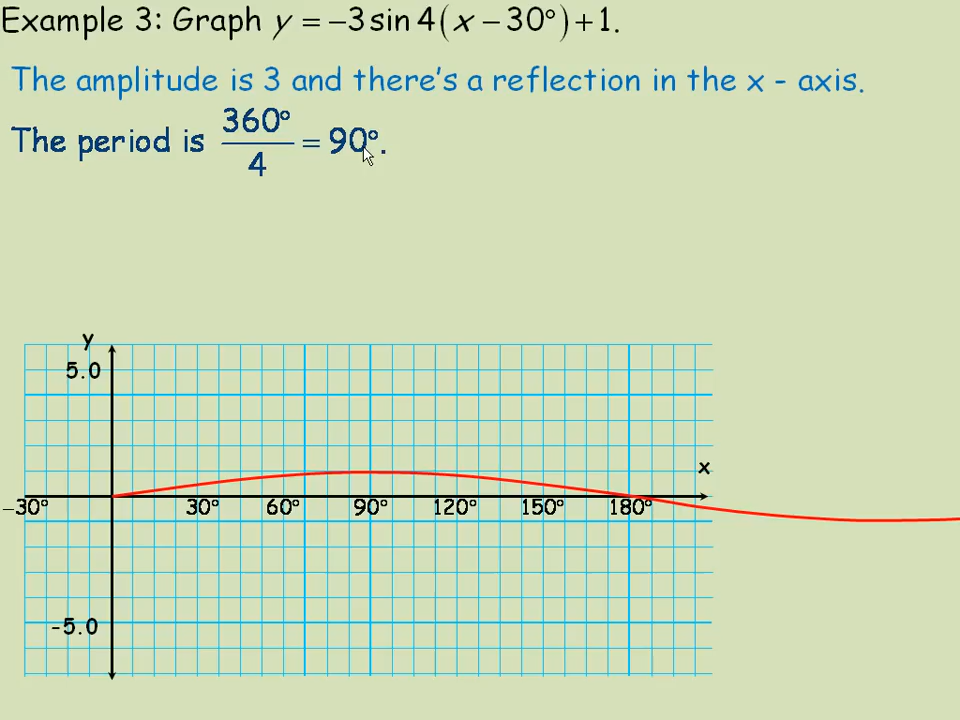 Example 3: Graph y = −3 sin 4(x − 30°) + 1.
The amplitude is 3 and there's a reflection in the x - axis.
The period is 360°/4 = 90°.
y
5.0
x
−30° 30° 60° 90° 120° 150° 180°
-5.0